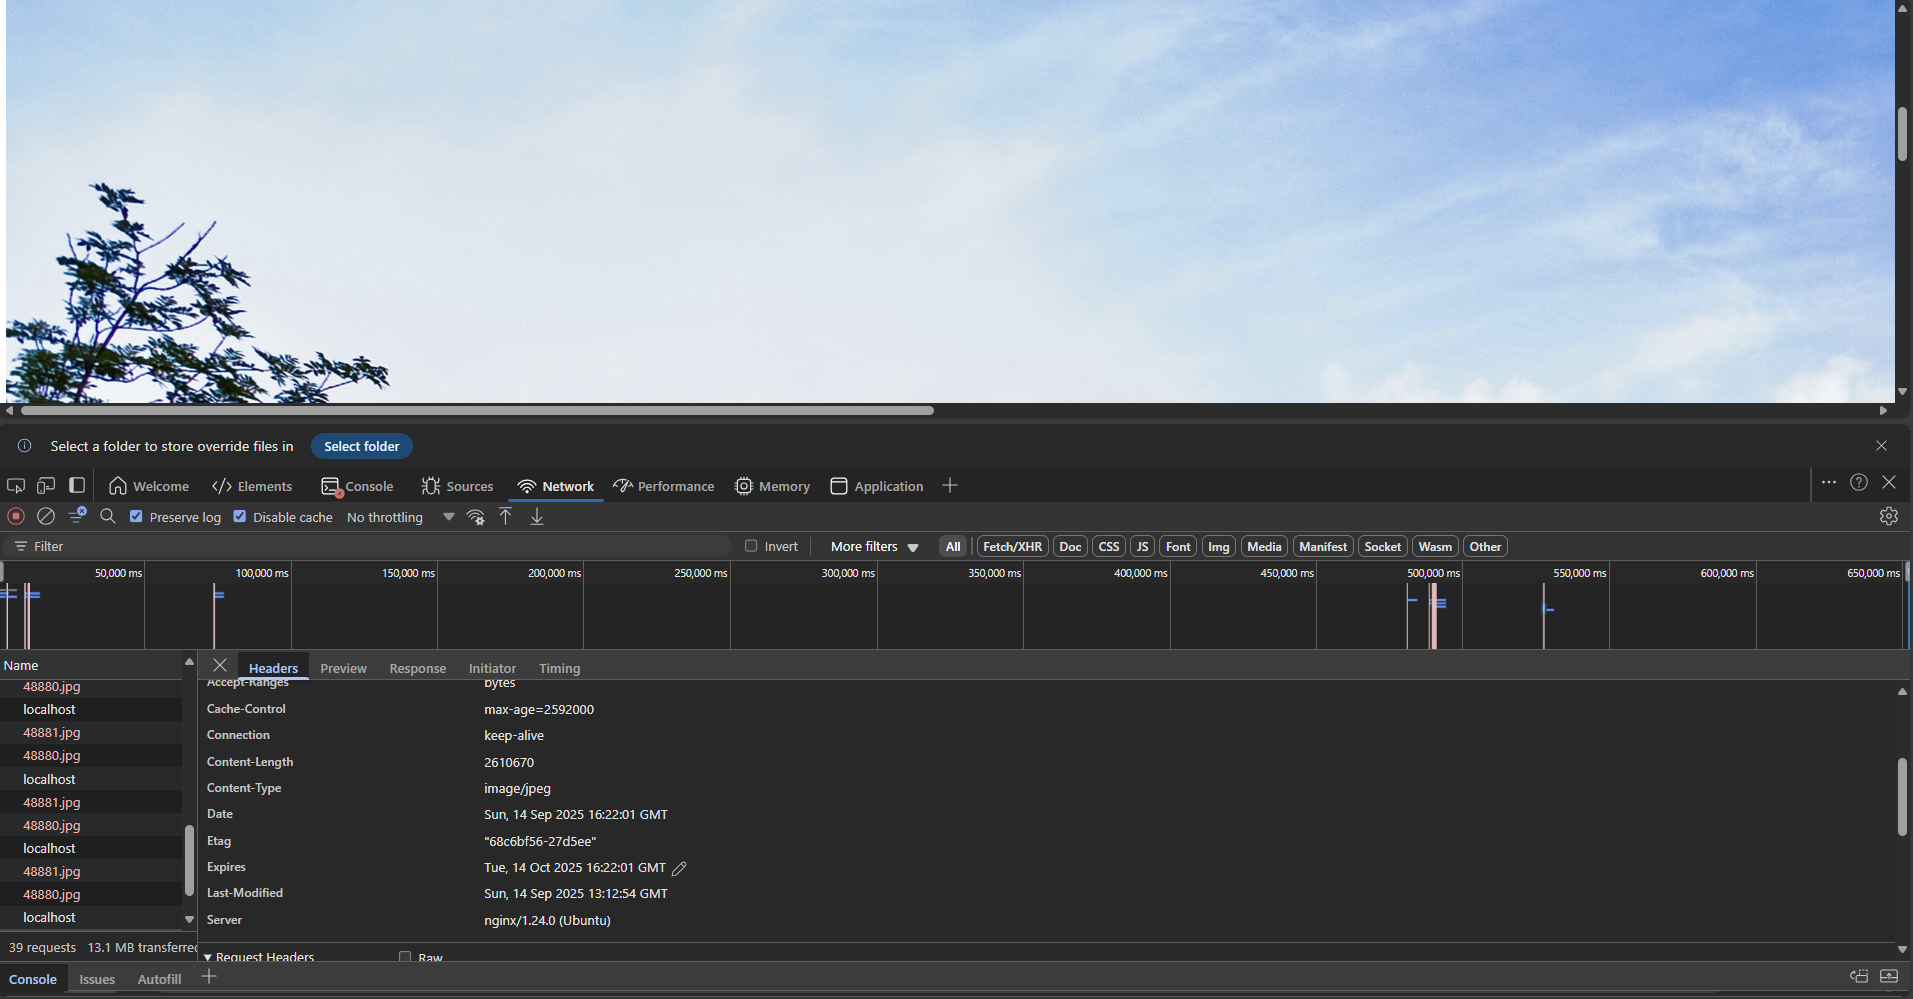 Select a folder to store override files in Select folder
Welcome Elements Console Sources Network Performance Memory Application
Preserve log Disable cache No throttling
Filter Invert More filters All Fetch/XHR Doc CSS JS Font Img Media Manifest Socket Wasm Other
50,000 ms 100,000 ms 150,000 ms 200,000 ms 250,000 ms 300,000 ms 350,000 ms 400,000 ms 450,000 ms 500,000 ms 550,000 ms 600,000 ms 650,000 ms
Name
48880.jpg
localhost
48881.jpg
48880.jpg
localhost
48881.jpg
48880.jpg
localhost
48881.jpg
48880.jpg
localhost
39 requests 13.1 MB transferred
Headers Preview Response Initiator Timing
Accept-Ranges bytes
Cache-Control max-age=2592000
Connection keep-alive
Content-Length 2610670
Content-Type image/jpeg
Date Sun, 14 Sep 2025 16:22:01 GMT
Etag "68c6bf56-27d5ee"
Expires Tue, 14 Oct 2025 16:22:01 GMT
Last-Modified Sun, 14 Sep 2025 13:12:54 GMT
Server nginx/1.24.0 (Ubuntu)
Request Headers Raw
Console Issues Autofill